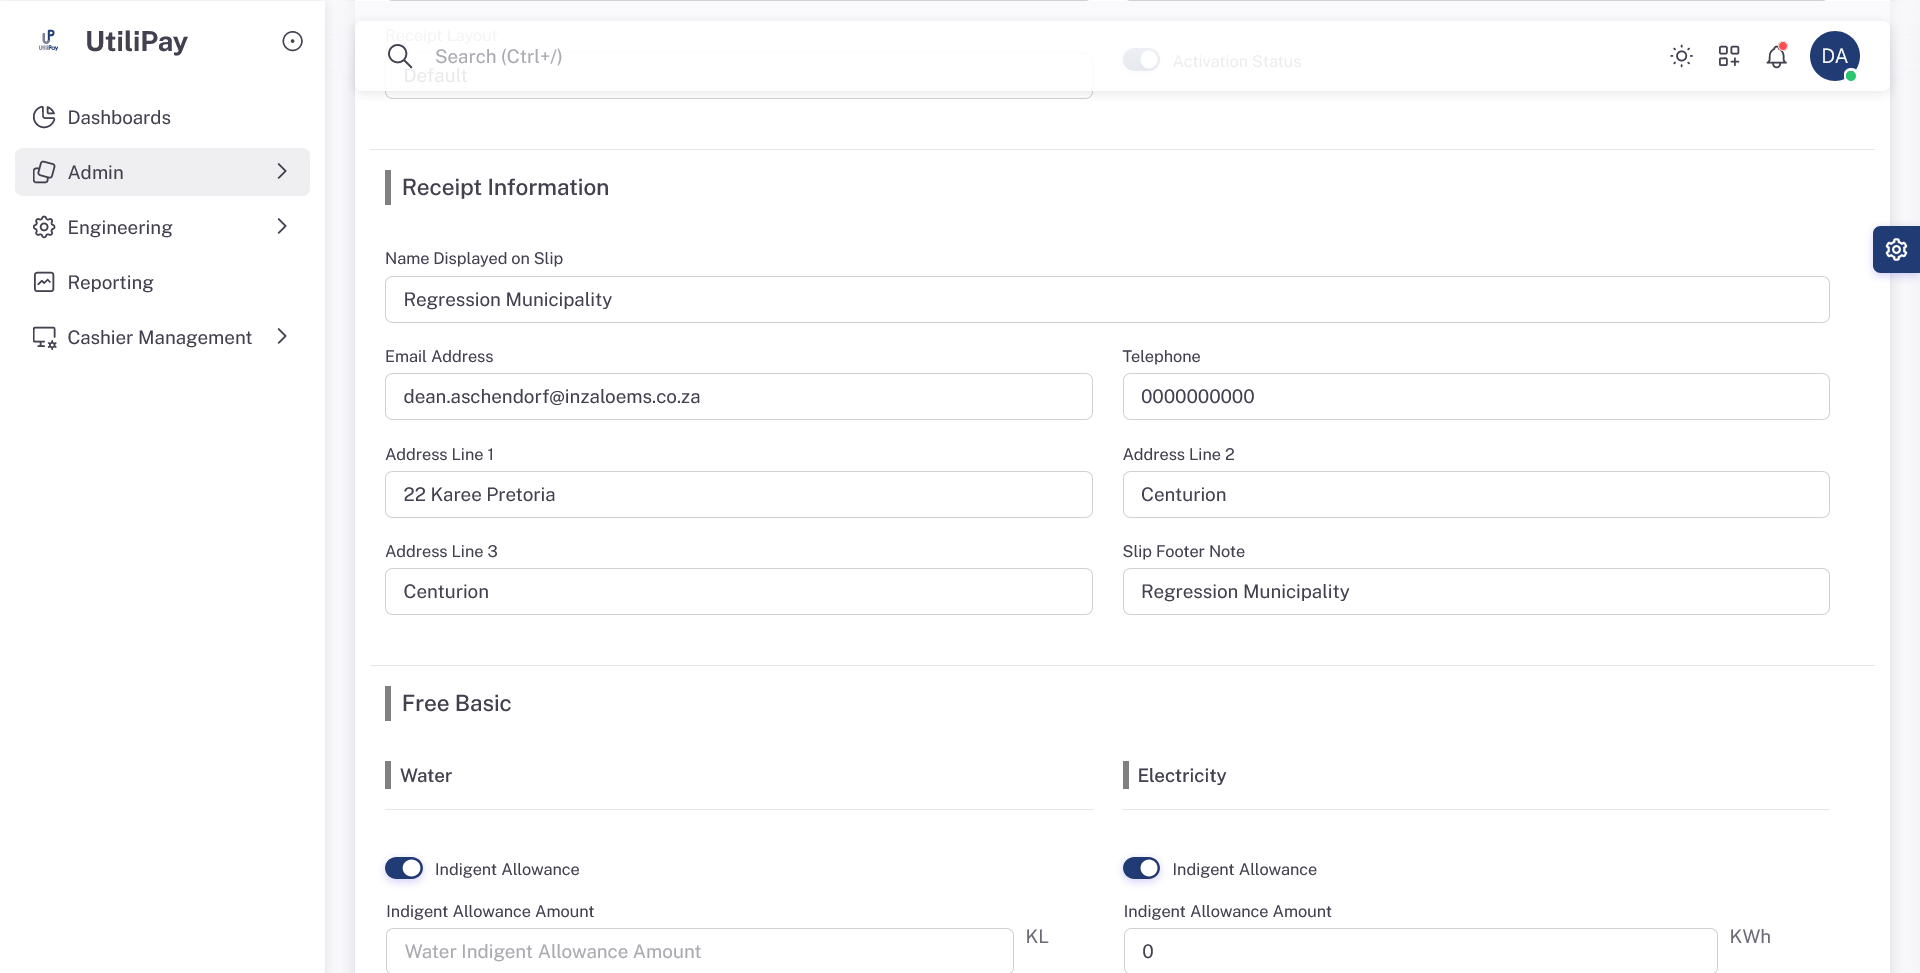 UP
UtiliPay
UtiliPay
Dashboards
Admin
Engineering
Reporting
Cashier Management
Receipt Layout
Search (Ctrl+/)
Default
Activation Status
DA
Receipt Information
Name Displayed on Slip
Regression Municipality
Email Address
Telephone
dean.aschendorf@inzaloems.co.za
0000000000
Address Line 1
Address Line 2
22 Karee Pretoria
Centurion
Address Line 3
Slip Footer Note
Centurion
Regression Municipality
Free Basic
Water
Electricity
Indigent Allowance
Indigent Allowance
Indigent Allowance Amount
Indigent Allowance Amount
Water Indigent Allowance Amount
KL
0
KWh